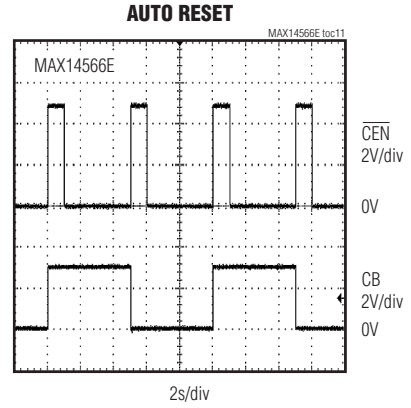 AUTO RESET
MAX14566E toc11
MAX14566E
CEN
2V/div
0V
CB
2V/div
0V
2s/div